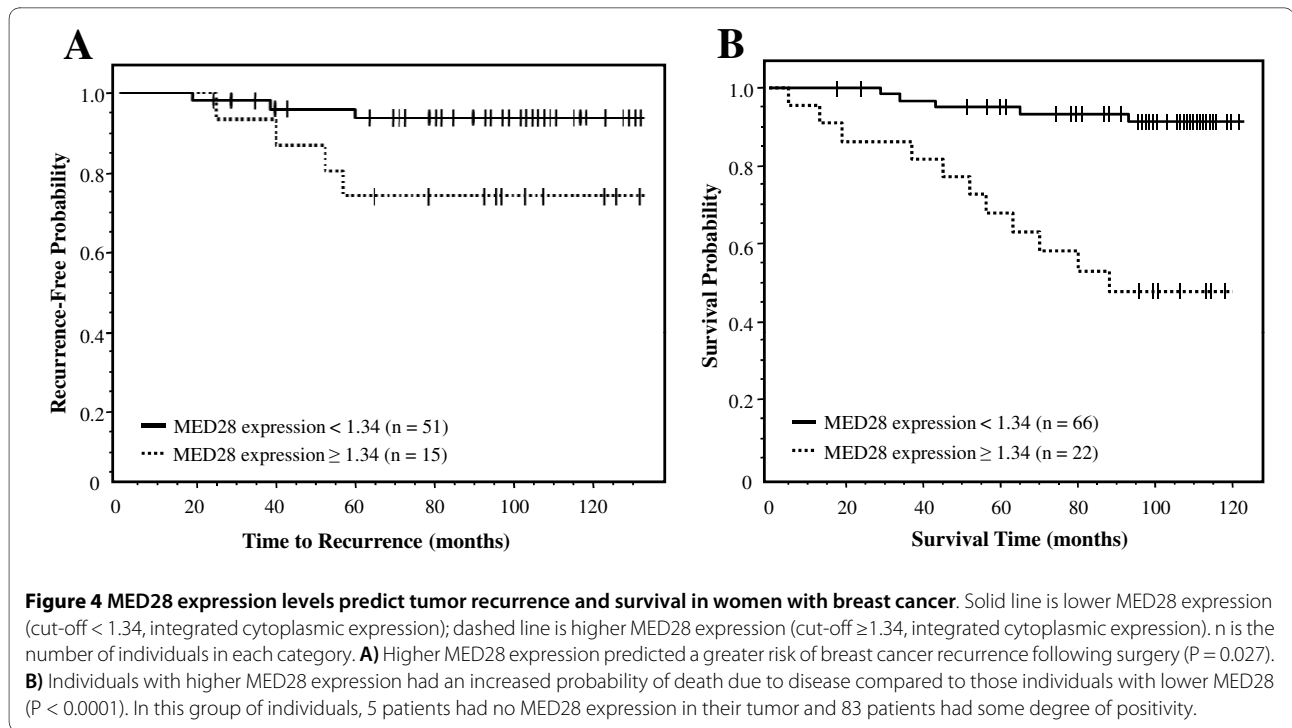 A
Recurrence-Free Probability
1.0
0.8
0.6
0.4
0.2
0
MED28 expression < 1.34 (n = 51)
MED28 expression ≥ 1.34 (n = 15)
0 20 40 60 80 100 120
Time to Recurrence (months)
B
Survival Probability
1.0
0.8
0.6
0.4
0.2
0
MED28 expression < 1.34 (n = 66)
MED28 expression ≥ 1.34 (n = 22)
0 20 40 60 80 100 120
Survival Time (months)
Figure 4 MED28 expression levels predict tumor recurrence and survival in women with breast cancer. Solid line is lower MED28 expression
(cut-off < 1.34, integrated cytoplasmic expression); dashed line is higher MED28 expression (cut-off ≥1.34, integrated cytoplasmic expression). n is the
number of individuals in each category. A) Higher MED28 expression predicted a greater risk of breast cancer recurrence following surgery (P = 0.027).
B) Individuals with higher MED28 expression had an increased probability of death due to disease compared to those individuals with lower MED28
(P < 0.0001). In this group of individuals, 5 patients had no MED28 expression in their tumor and 83 patients had some degree of positivity.